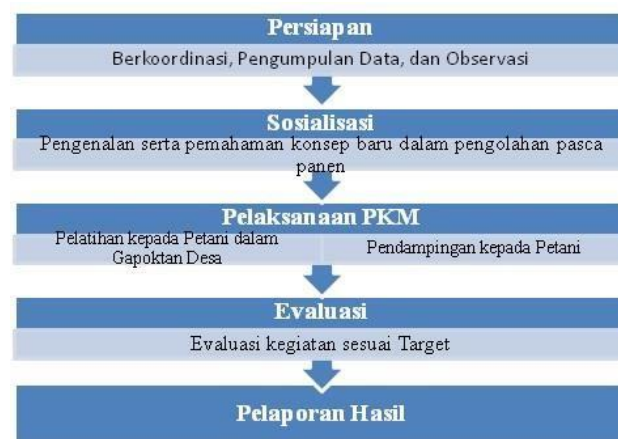 Persiapan
Berkoordinasi, Pengumpulan Data, dan Observasi
Sosialisasi
Pengenalan serta pemahaman konsep baru dalam pengolahan pasca
panen
Pelaksanaan PKM
Pelatihan kepada Petani dalam
Gapoktan Desa
Pendampingan kepada Petani
Evaluasi
Evaluasi kegiatan sesuai Target
Pelaporan Hasil